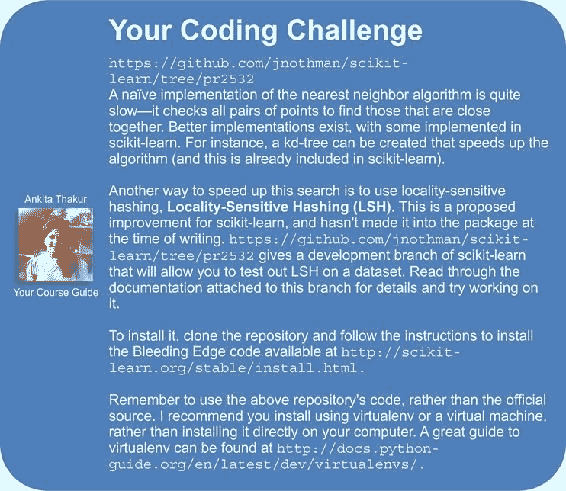 Your Coding Challenge
https://github.com/jnothman/scikit-
learn/tree/pr2532
A naïve implementation of the nearest neighbor algorithm is quite
slow—it checks all pairs of points to find those that are close
together. Better implementations exist, with some implemented in
scikit-learn. For instance, a kd-tree can be created that speeds up the
algorithm (and this is already included in scikit-learn).
Another way to speed up this search is to use locality-sensitive
hashing, Locality-Sensitive Hashing (LSH). This is a proposed
improvement for scikit-learn, and hasn't made it into the package at
the time of writing. https://github.com/jnothman/scikit-
learn/tree/pr2532 gives a development branch of scikit-learn
that will allow you to test out LSH on a dataset. Read through the
documentation attached to this branch for details and try working on
it.
Ankita Thakur
Your Course Guide
To install it, clone the repository and follow the instructions to install
the Bleeding Edge code available at http://scikit-
learn.org/stable/install.html.
Remember to use the above repository's code, rather than the official
source. I recommend you install using virtualenv or a virtual machine,
rather than installing it directly on your computer. A great guide to
virtualenv can be found at http://docs.python-
guide.org/en/latest/dev/virtualenvs/.